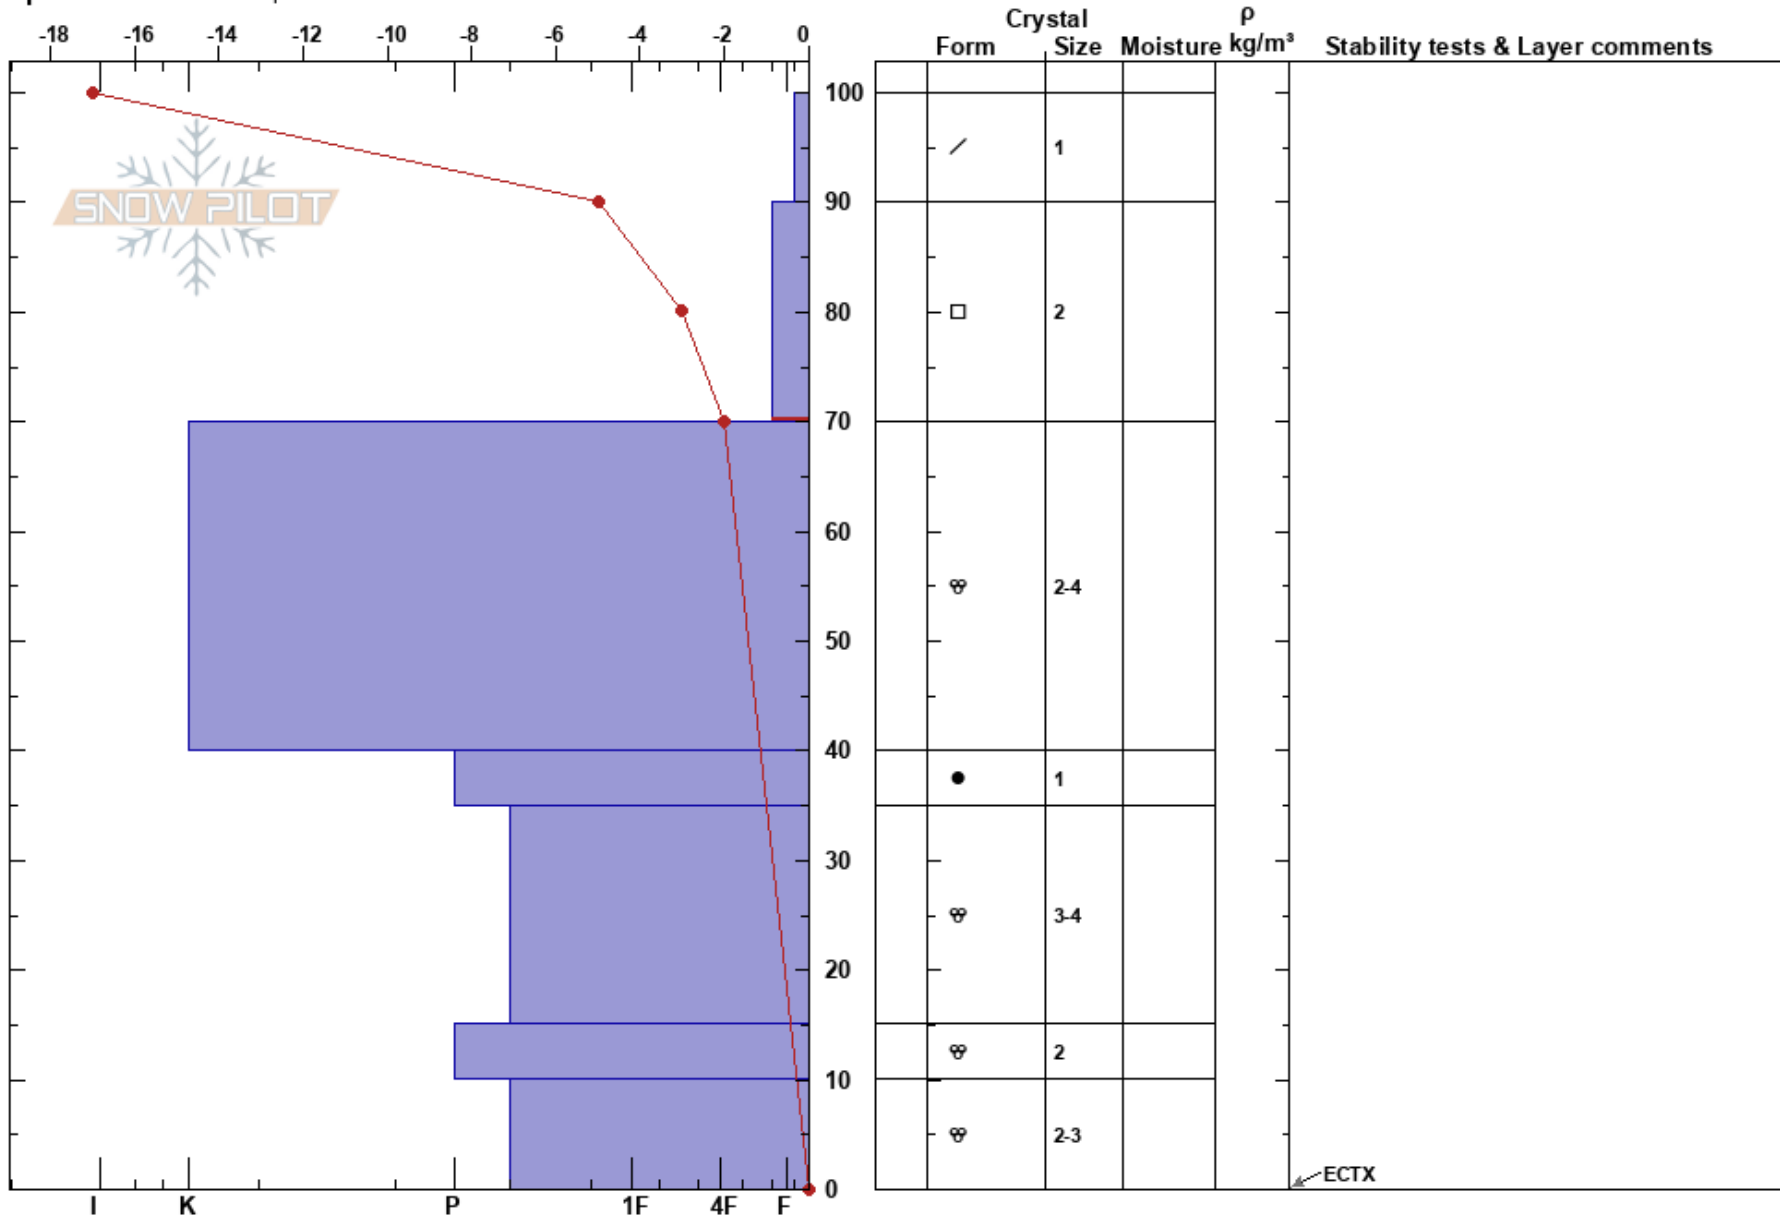 -18 -16 -14 -12 -10 -8 -6 -4 -2 0
Crystal ρ
Form Size Moisture kg/m³ Stability tests & Layer comments
100
1
SNOW PILOT
90
80 2
70
60
2-4
50
40
1
30
3-4
20
2
10
2-3
ECTX
0
I K P 1F 4F F